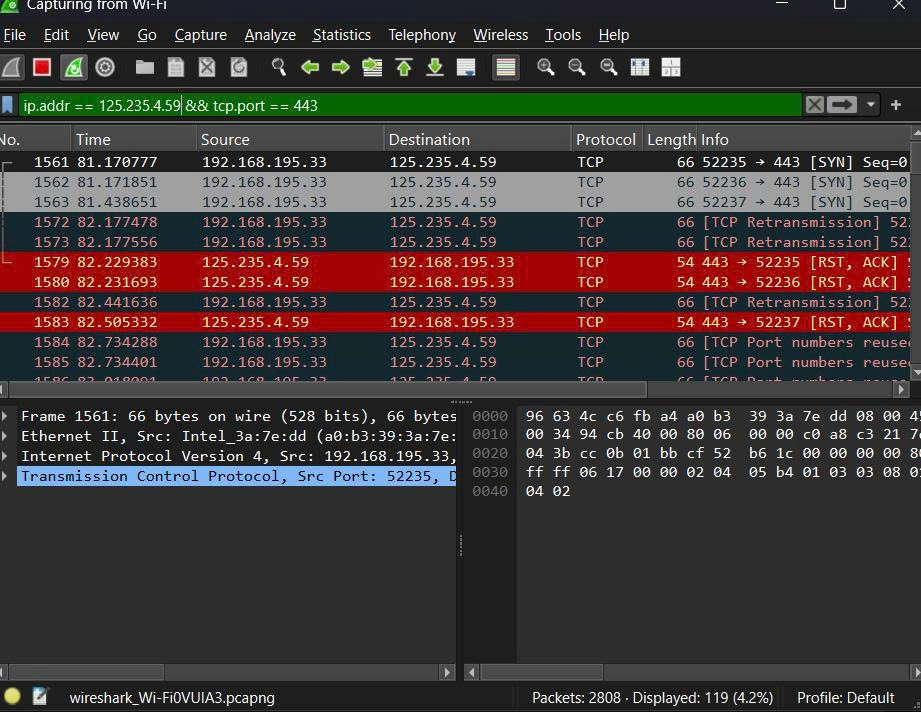 Capturing from Wi-Fi
File Edit View Go Capture Analyze Statistics Telephony Wireless Tools Help
ip.addr == 125.235.4.59 && tcp.port == 443
No. Time Source Destination Protocol Length Info
1561 81.170777 192.168.195.33 125.235.4.59 TCP 66 52235 → 443 [SYN] Seq=0
1562 81.171851 192.168.195.33 125.235.4.59 TCP 66 52236 → 443 [SYN] Seq=0
1563 81.438651 192.168.195.33 125.235.4.59 TCP 66 52237 → 443 [SYN] Seq=0
1572 82.177478 192.168.195.33 125.235.4.59 TCP 66 [TCP Retransmission] 52
1573 82.177556 192.168.195.33 125.235.4.59 TCP 66 [TCP Retransmission] 52
1579 82.229383 125.235.4.59 192.168.195.33 TCP 54 443 → 52235 [RST, ACK]
1580 82.231693 125.235.4.59 192.168.195.33 TCP 54 443 → 52236 [RST, ACK]
1582 82.441636 192.168.195.33 125.235.4.59 TCP 66 [TCP Retransmission] 52
1583 82.505332 125.235.4.59 192.168.195.33 TCP 54 443 → 52237 [RST, ACK]
1584 82.734288 192.168.195.33 125.235.4.59 TCP 66 [TCP Port numbers reuse
1585 82.734401 192.168.195.33 125.235.4.59 TCP 66 [TCP Port numbers reuse
Frame 1561: 66 bytes on wire (528 bits), 66 bytes
Ethernet II, Src: Intel_3a:7e:dd (a0:b3:39:3a:7e:
Internet Protocol Version 4, Src: 192.168.195.33,
Transmission Control Protocol, Src Port: 52235, D
0000 96 63 4c c6 fb a4 a0 b3 39 3a 7e dd 08 00 45
0010 00 34 94 cb 40 00 80 06 00 00 c0 a8 c3 21 7
0020 04 3b cc 0b 01 bb cf 52 b6 1c 00 00 00 00 80
0030 ff ff 06 17 00 00 02 04 05 b4 01 03 03 08 01
0040 04 02
wireshark_Wi-Fi0VUIA3.pcapng
Packets: 2808 · Displayed: 119 (4.2%)
Profile: Default